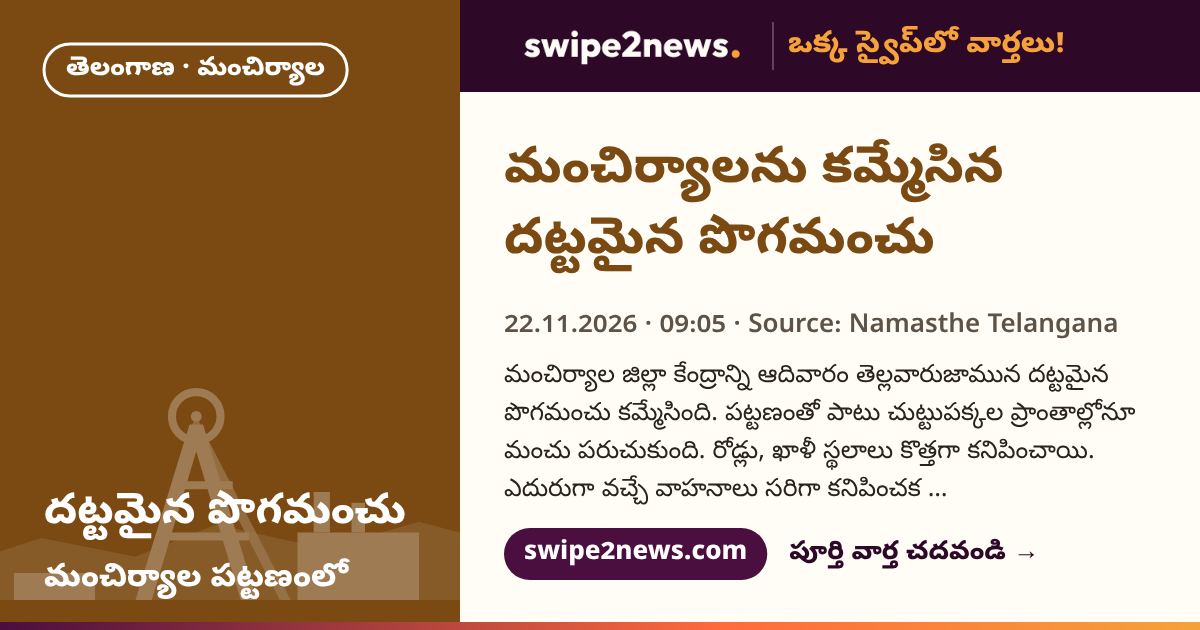 తెలంగాణ · మంచిర్యాల
దట్టమైన పొగమంచు
మంచిర్యాల పట్టణంలో
swipe2news.
ఒక్క స్వైప్‌లో వార్తలు!
మంచిర్యాలను కమ్మేసిన
దట్టమైన పొగమంచు
22.11.2026 · 09:05 · Source: Namasthe Telangana
మంచిర్యాల జిల్లా కేంద్రాన్ని ఆదివారం తెల్లవారుజామున దట్టమైన
పొగమంచు కమ్మేసింది. పట్టణంతో పాటు చుట్టుపక్కల ప్రాంతాల్లోనూ
మంచు పరుచుకుంది. రోడ్లు, ఖాళీ స్థలాలు కొత్తగా కనిపించాయి.
ఎదురుగా వచ్చే వాహనాలు సరిగా కనిపించక ...
swipe2news.com
పూర్తి వార్త చదవండి →